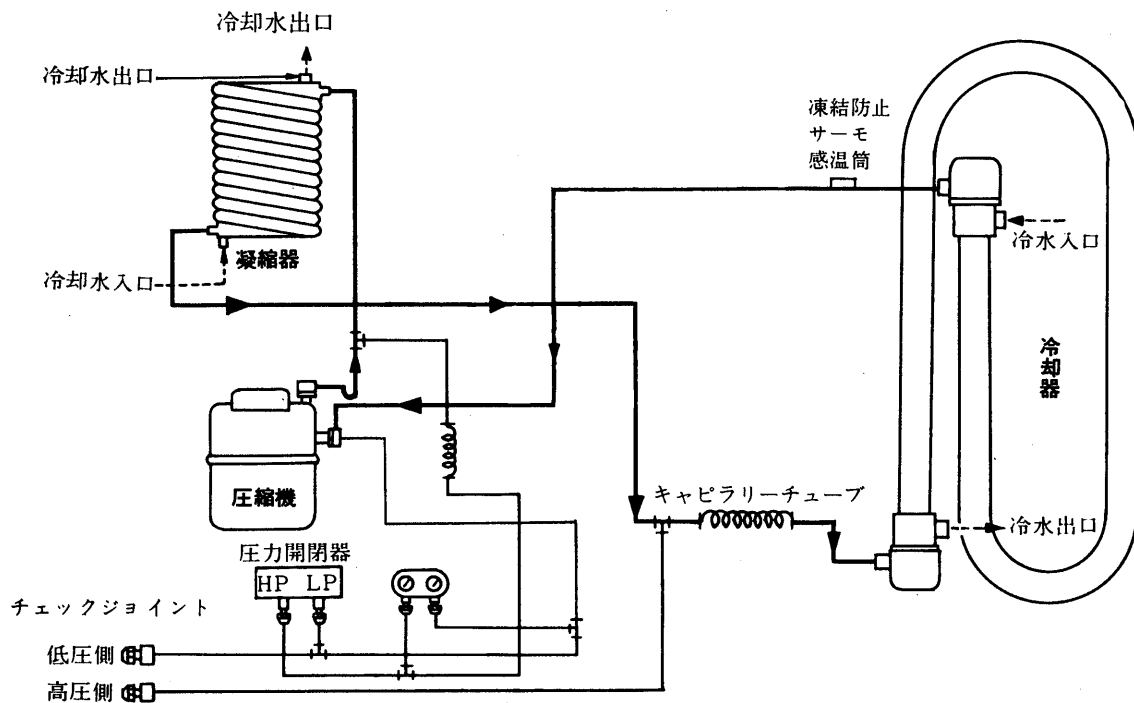 冷却水出口
冷却水出口
凍結防止
サーモ
感温筒
冷水入口
凝縮器
冷却水入口
冷却器
圧縮機
キャピラリーチューブ
冷水出口
圧力開閉器
HP LP
チェックジョイント
低圧側
高圧側